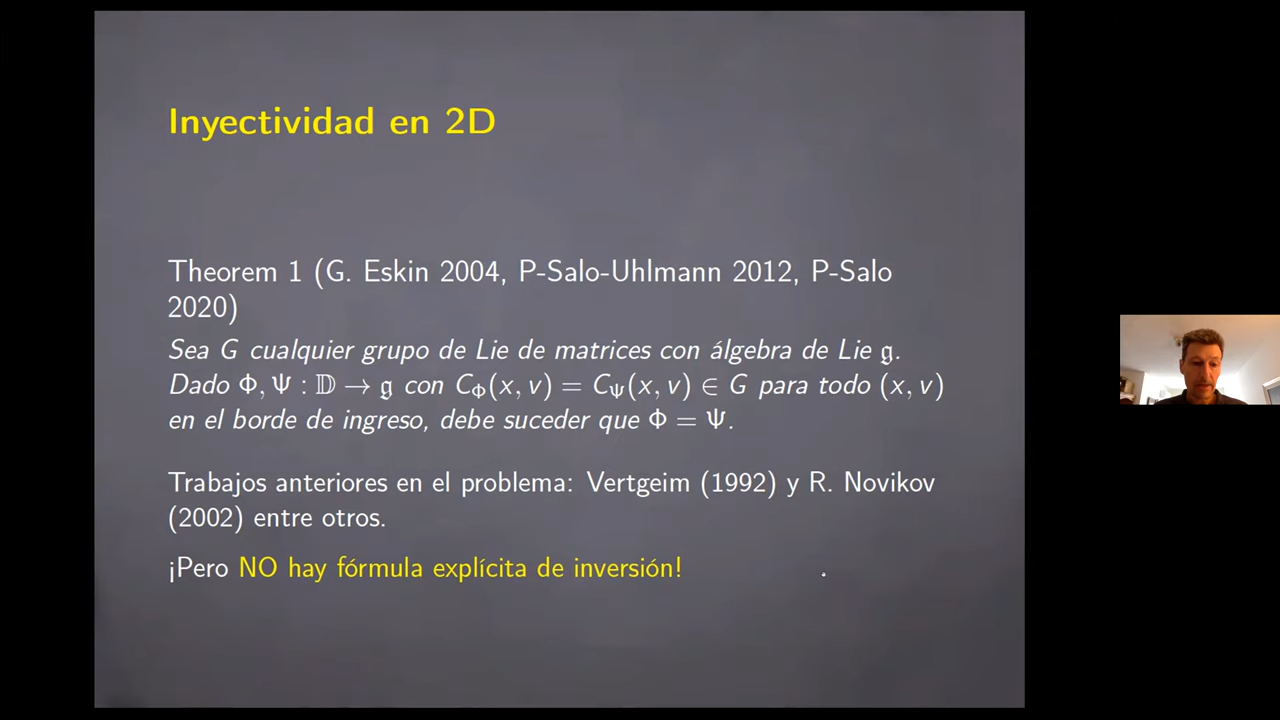 Inyectividad en 2D
Theorem 1 (G. Eskin 2004, P-Salo-Uhlmann 2012, P-Salo
2020)
Sea G cualquier grupo de Lie de matrices con álgebra de Lie 𝔤.
Dado Φ, Ψ : 𝔻 → 𝔤 con C_Φ(x, v) = C_Ψ(x, v) ∈ G para todo (x, v)
en el borde de ingreso, debe suceder que Φ = Ψ.
Trabajos anteriores en el problema: Vertgeim (1992) y R. Novikov
(2002) entre otros.
¡Pero NO hay fórmula explícita de inversión!